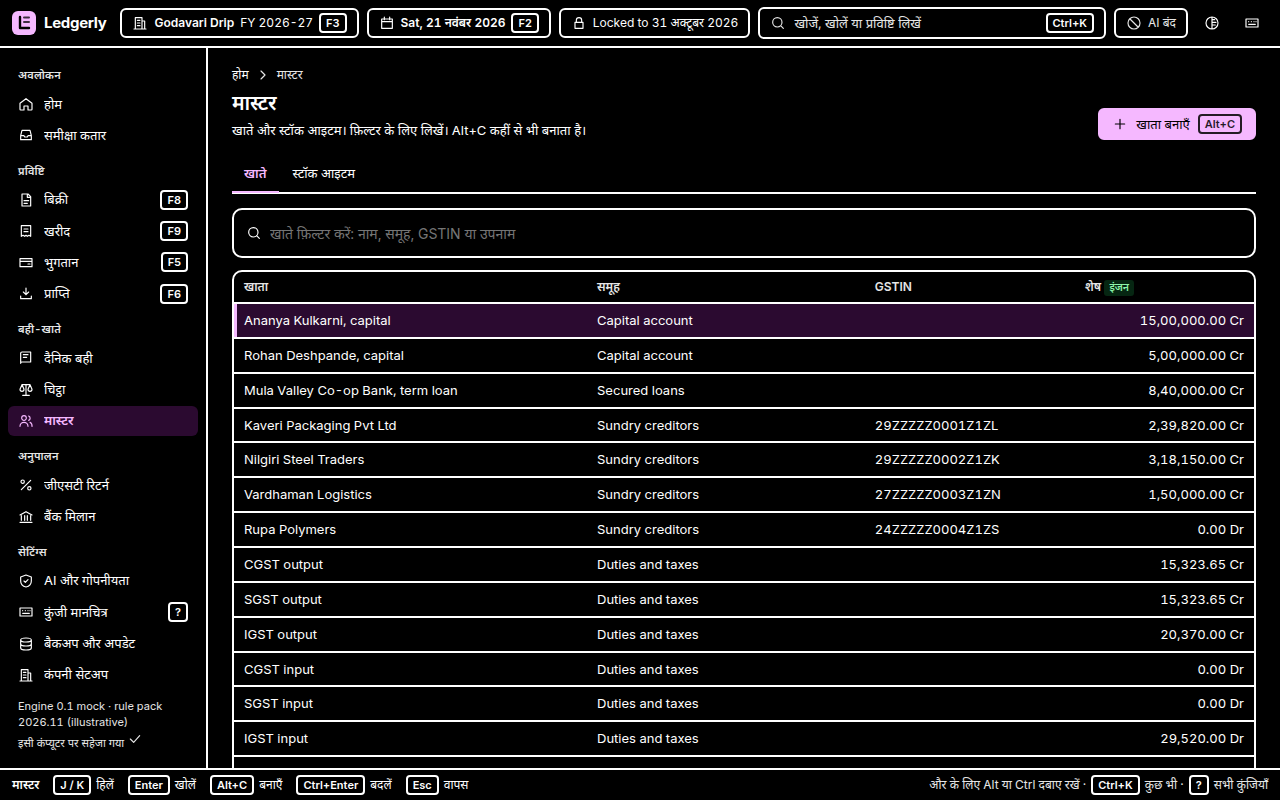 Ledgerly
Godavari Drip FY 2026-27 F3
Sat, 21 नवंबर 2026 F2
Locked to 31 अक्टूबर 2026
खोजें, खोलें या प्रविष्टि लिखें Ctrl+K
AI बंद
अवलोकन
होम
समीक्षा कतार
प्रविष्टि
बिक्री F8
खरीद F9
भुगतान F5
प्राप्ति F6
बही-खाते
दैनिक बही
चिट्ठा
मास्टर
अनुपालन
जीएसटी रिटर्न
बैंक मिलान
सेटिंग्स
AI और गोपनीयता
कुंजी मानचित्र ?
बैकअप और अपडेट
कंपनी सेटअप
Engine 0.1 mock · rule pack
2026.11 (illustrative)
इसी कंप्यूटर पर सहेजा गया
होम मास्टर
मास्टर
खाते और स्टॉक आइटम। फ़िल्टर के लिए लिखें। Alt+C कहीं से भी बनाता है।
खाता बनाएँ Alt+C
खाते स्टॉक आइटम
खाते फ़िल्टर करें: नाम, समूह, GSTIN या उपनाम
खाता समूह GSTIN शेष इंजन
Ananya Kulkarni, capital Capital account 15,00,000.00 Cr
Rohan Deshpande, capital Capital account 5,00,000.00 Cr
Mula Valley Co-op Bank, term loan Secured loans 8,40,000.00 Cr
Kaveri Packaging Pvt Ltd Sundry creditors 29ZZZZZ0001Z1ZL 2,39,820.00 Cr
Nilgiri Steel Traders Sundry creditors 29ZZZZZ0002Z1ZK 3,18,150.00 Cr
Vardhaman Logistics Sundry creditors 27ZZZZZ0003Z1ZN 1,50,000.00 Cr
Rupa Polymers Sundry creditors 24ZZZZZ0004Z1ZS 0.00 Dr
CGST output Duties and taxes 15,323.65 Cr
SGST output Duties and taxes 15,323.65 Cr
IGST output Duties and taxes 20,370.00 Cr
CGST input Duties and taxes 0.00 Dr
SGST input Duties and taxes 0.00 Dr
IGST input Duties and taxes 29,520.00 Dr
मास्टर J / K हिलें Enter खोलें Alt+C बनाएँ Ctrl+Enter बदलें Esc वापस
और के लिए Alt या Ctrl दबाए रखें · Ctrl+K कुछ भी · ? सभी कुंजियाँ